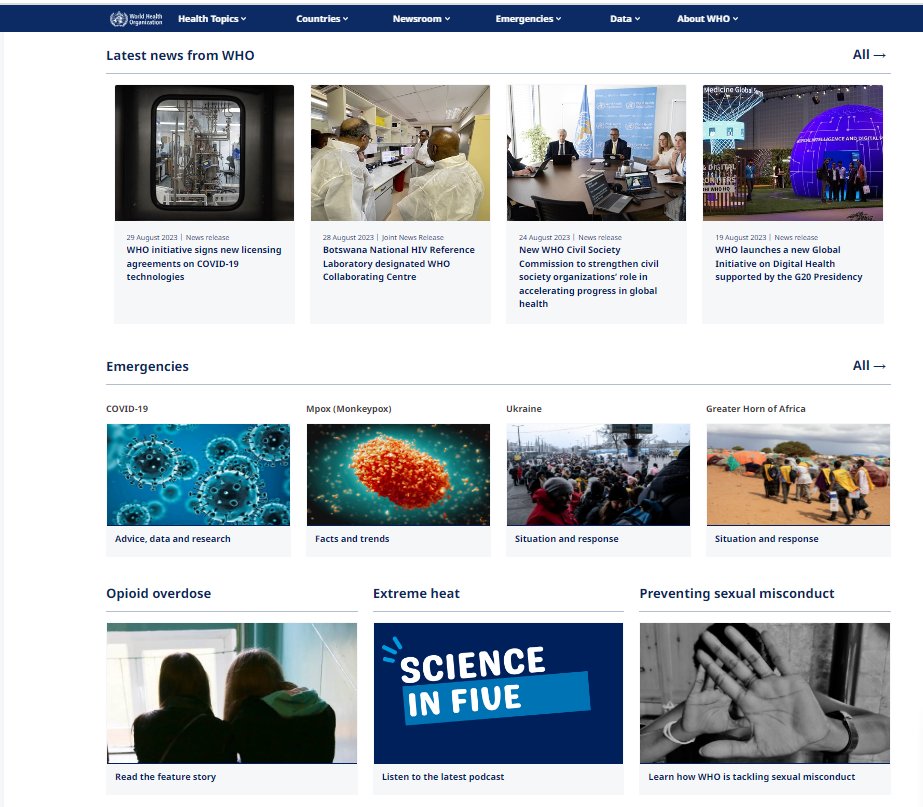 World Health Organization
Health Topics
Countries
Newsroom
Emergencies
Data
About WHO
Latest news from WHO
All →
Medicine Global
INTELLIGENCE AND DIGITAL
& DIGITAL
29 August 2023 | News release
WHO initiative signs new licensing
agreements on COVID-19
technologies
28 August 2023 | Joint News Release
Botswana National HIV Reference
Laboratory designated WHO
Collaborating Centre
24 August 2023 | News release
New WHO Civil Society
Commission to strengthen civil
society organizations’ role in
accelerating progress in global
health
19 August 2023 | News release
WHO launches a new Global
Initiative on Digital Health
supported by the G20 Presidency
Emergencies
All →
COVID-19
Mpox (Monkeypox)
Ukraine
Greater Horn of Africa
Advice, data and research
Facts and trends
Situation and response
Situation and response
Opioid overdose
Extreme heat
Preventing sexual misconduct
SCIENCE
IN FIVE
Read the feature story
Listen to the latest podcast
Learn how WHO is tackling sexual misconduct